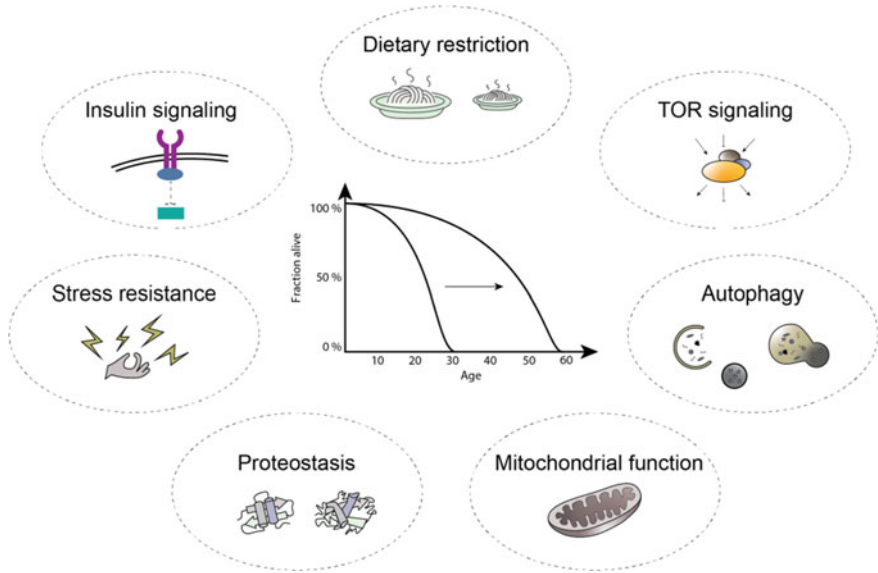 Dietary restriction
Insulin signaling
TOR signaling
100 %
50 %
0 %
Fraction alive
10 20 30 40 50 60
Age
Stress resistance
Autophagy
Proteostasis
Mitochondrial function